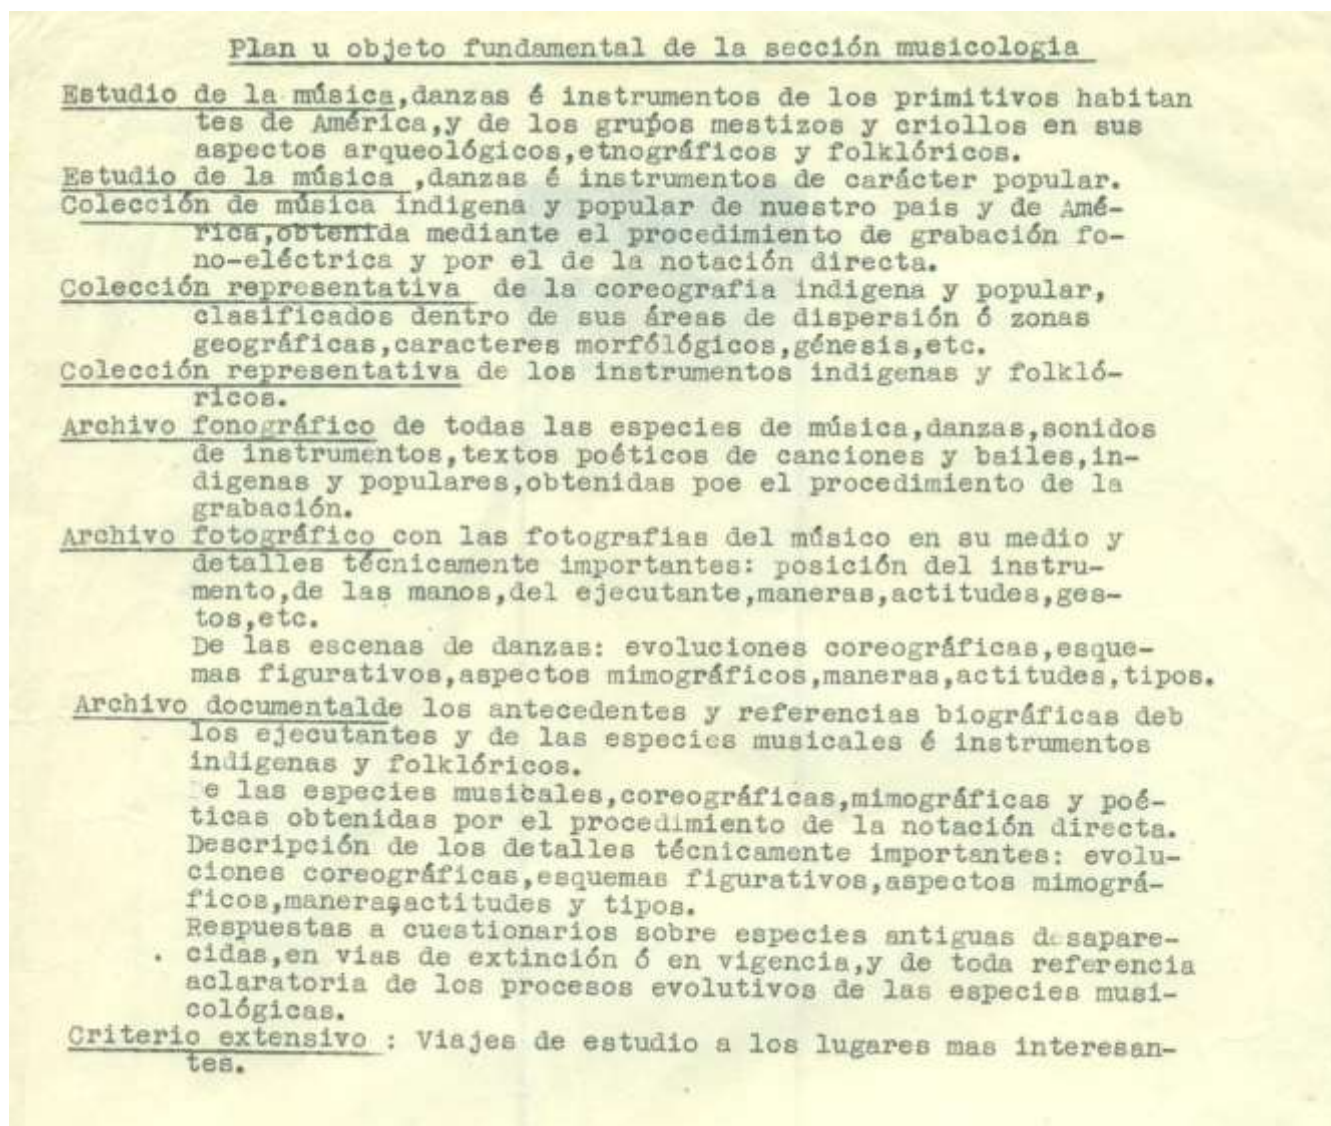 Plan u objeto fundamental de la sección musicologia
Estudio de la música,danzas é instrumentos de los primitivos habitan
tes de América,y de los grupos mestizos y criollos en sus
aspectos arqueológicos,etnográficos y folklóricos.
Estudio de la música ,danzas é instrumentos de carácter popular.
Colección de música indigena y popular de nuestro pais y de Amé-
rica,obtenida mediante el procedimiento de grabación fo-
no-eléctrica y por el de la notación directa.
Colección representativa de la coreografia indigena y popular,
clasificados dentro de sus áreas de dispersión ó zonas
geográficas,caracteres morfólógicos,génesis,etc.
Colección representativa de los instrumentos indigenas y folkló-
ricos.
Archivo fonográfico de todas las especies de música,danzas,sonidos
de instrumentos,textos poéticos de canciones y bailes,in-
digenas y populares,obtenidas poe el procedimiento de la
grabación.
Archivo fotográfico con las fotografias del músico en su medio y
detalles técnicamente importantes: posición del instru-
mento,de las manos,del ejecutante,maneras,actitudes,ges-
tos,etc.
De las escenas de danzas: evoluciones coreográficas,esque-
mas figurativos,aspectos mimográficos,maneras,actitudes,tipos.
Archivo documentalde los antecedentes y referencias biográficas deb
los ejecutantes y de las especies musicales é instrumentos
indigenas y folklóricos.
De las especies musicales,coreográficas,mimográficas y poé-
ticas obtenidas por el procedimiento de la notación directa.
Descripción de los detalles técnicamente importantes: evolu-
ciones coreográficas,esquemas figurativos,aspectos mimográ-
ficos,maneras,actitudes y tipos.
Respuestas a cuestionarios sobre especies antiguas desapare-
cidas,en vias de extinción ó en vigencia,y de toda referencia
aclaratoria de los procesos evolutivos de las especies musi-
cológicas.
Criterio extensivo : Viajes de estudio a los lugares mas interesan-
tes.